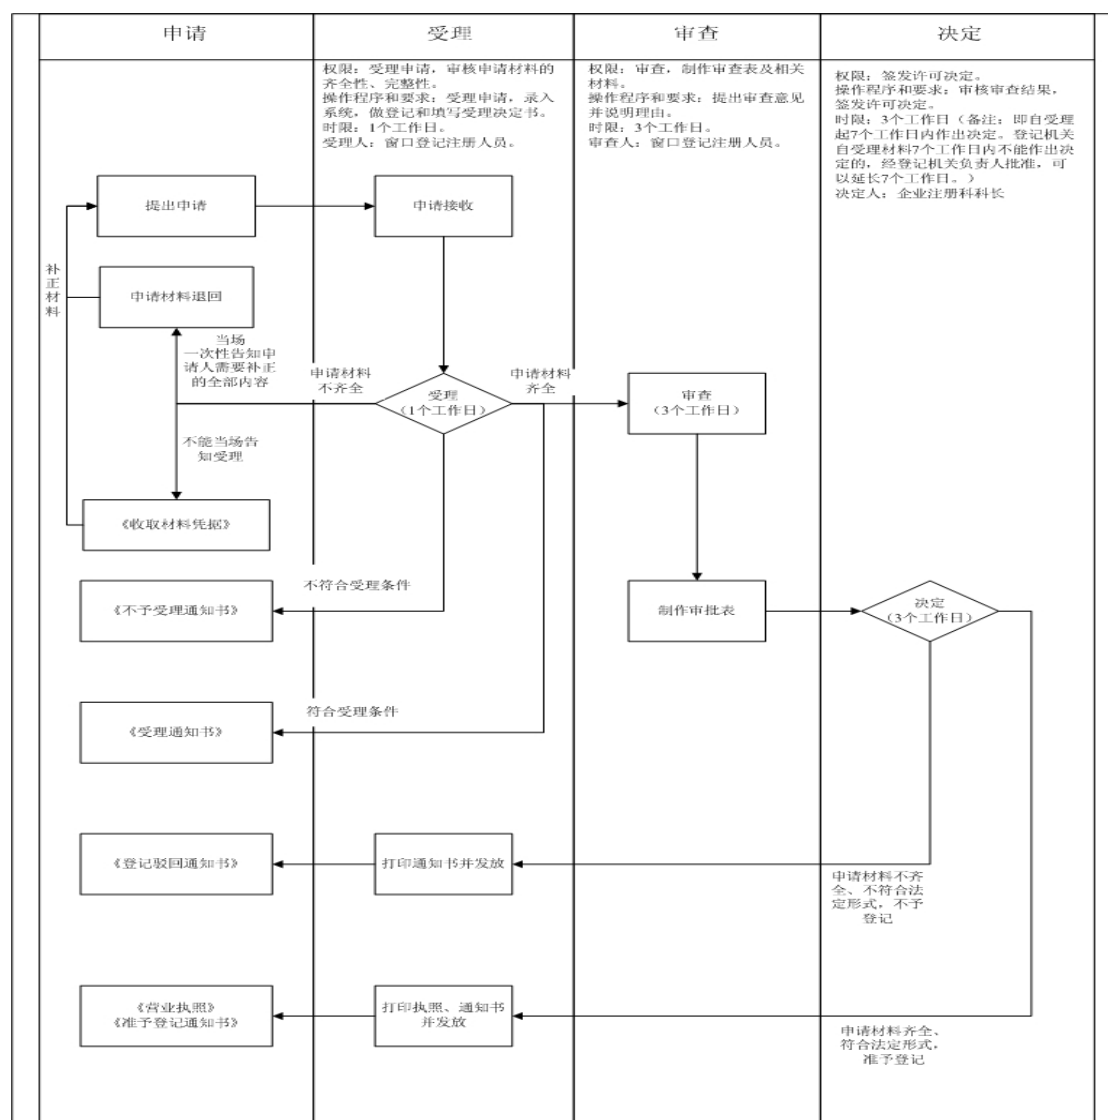 申请
受理
审查
决定
权限：受理申请，审核申请材料的
齐全性、完整性。
操作程序和要求：受理申请，录入
系统，做登记和填写受理决定书。
时限：1个工作日。
受理人：窗口登记注册人员。
权限：审查，制作审查表及相关
材料。
操作程序和要求：提出审查意见
并说明理由。
时限：3个工作日。
审查人：窗口登记注册人员。
权限：签发许可决定。
操作程序和要求：审核审查结果，
签发许可决定。
时限：3个工作日（备注：即自受理
起7个工作日内作出决定。登记机关
自受理材料7个工作日内不能作出决
定的，经登记机关负责人批准，可
以延长7个工作日。）
决定人：企业注册科科长
提出申请
申请接收
补
正
材
料
申请材料退回
当场
一次性告知申
请人需要补正
的全部内容
申请材料
不齐全
受理
（1个工作日）
申请材料
齐全
审查
（3个工作日）
不能当场告
知受理
《收取材料凭据》
不符合受理条件
《不予受理通知书》
制作审批表
决定
（3个工作日）
符合受理条件
《受理通知书》
《登记驳回通知书》
打印通知书并发放
申请材料不齐
全、不符合法
定形式，不予
登记
《营业执照》
《准予登记通知书》
打印执照、通知书
并发放
申请材料齐全、
符合法定形式，
准予登记